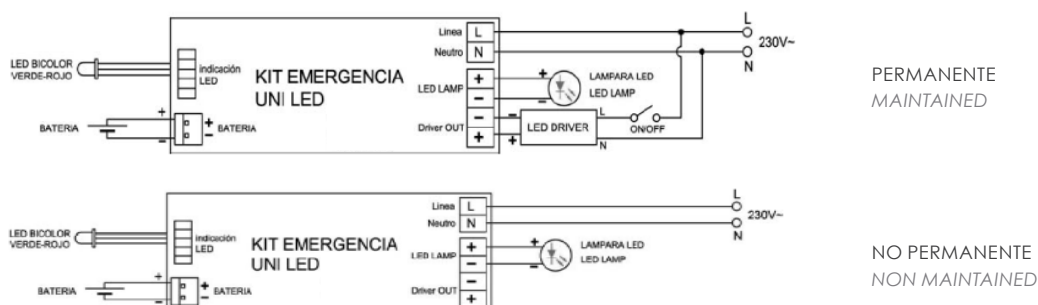 L
230V~
N
Linea L
Neutro N
LED BICOLOR
VERDE-ROJO
indicación
LED
KIT EMERGENCIA
UNI LED
LED LAMP + −
+ −
LAMPARA LED
LED LAMP
PERMANENTE
MAINTAINED
BATERIA + −
+ − BATERIA
Driver OUT − +
− +
LED DRIVER
L
N
ON/OFF
L
230V~
N
Linea L
Neutro N
LED BICOLOR
VERDE-ROJO
indicación
LED
KIT EMERGENCIA
UNI LED
LED LAMP + −
+ −
LAMPARA LED
LED LAMP
NO PERMANENTE
NON MAINTAINED
BATERIA + −
+ − BATERIA
Driver OUT − +